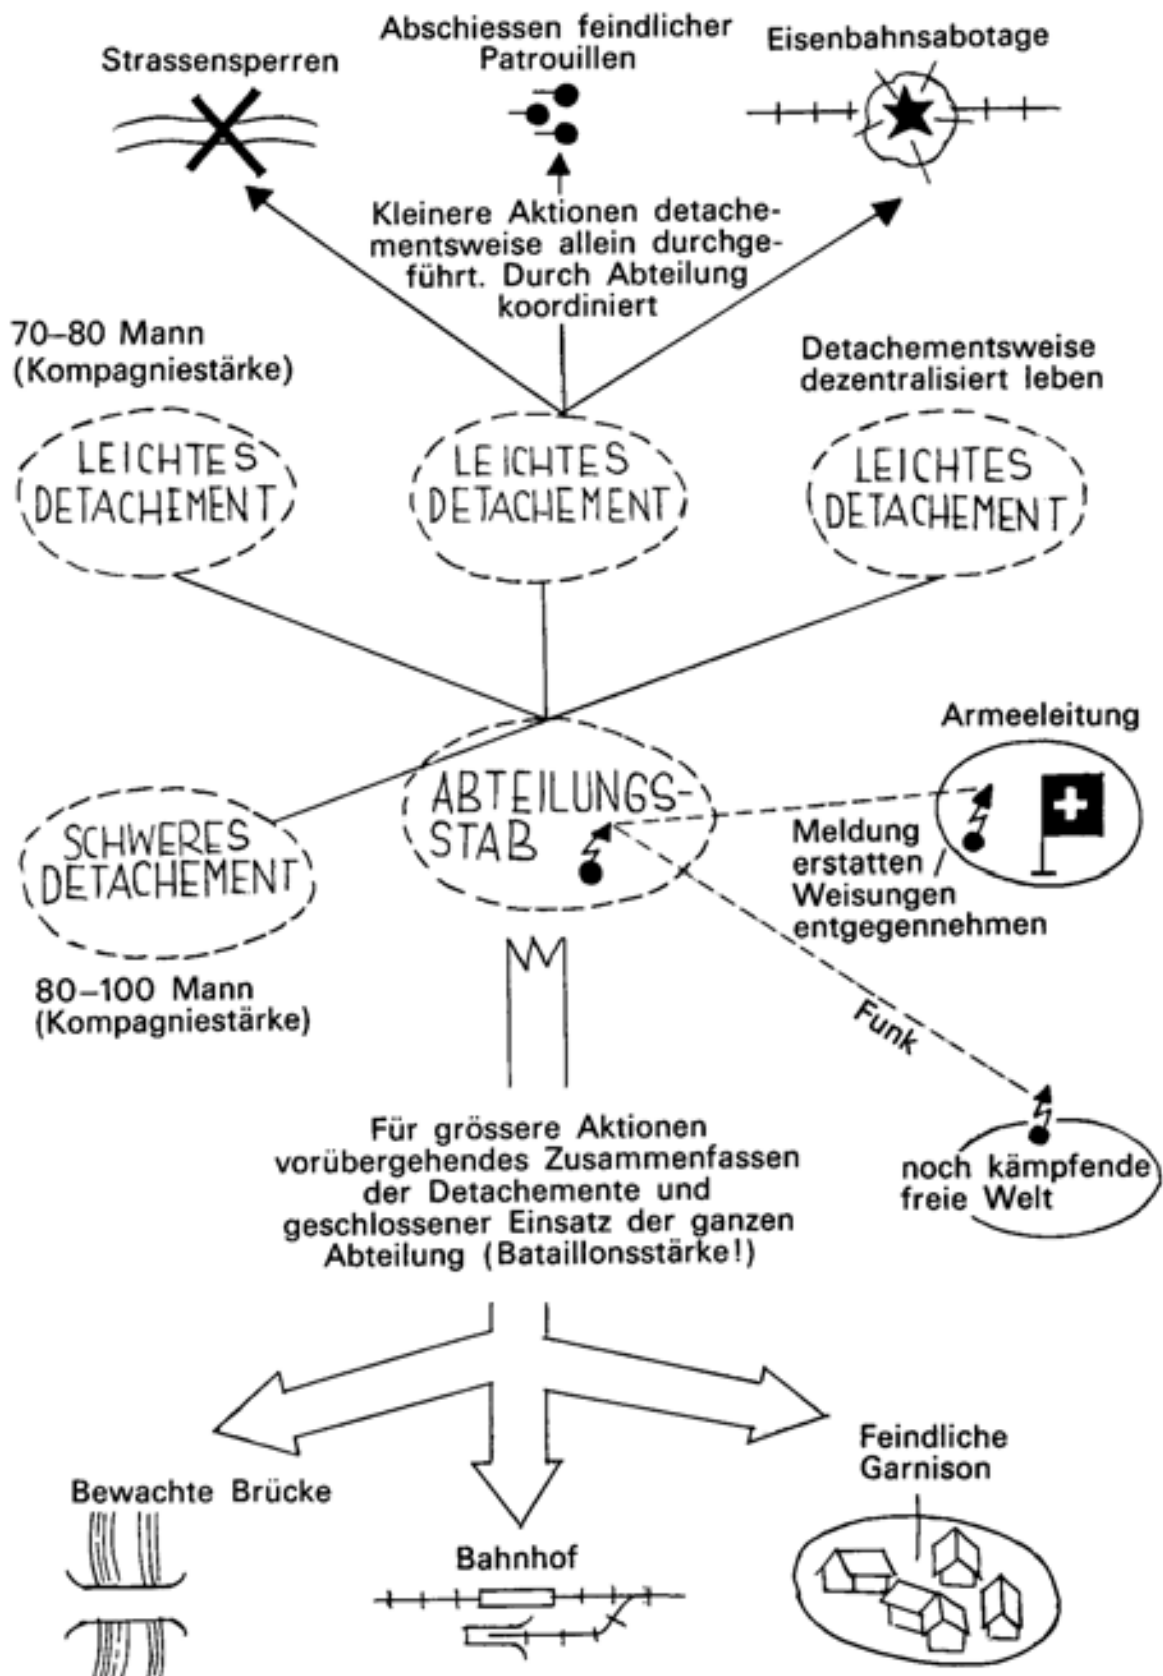 Strassensperren
Abschiessen feindlicher
Patrouillen
Eisenbahnsabotage
Kleinere Aktionen detache-
mentsweise allein durchge-
führt. Durch Abteilung
koordiniert
70–80 Mann
(Kompagniestärke)
Detachementsweise
dezentralisiert leben
LEICHTES
DETACHEMENT
LEICHTES
DETACHEMENT
LEICHTES
DETACHEMENT
ABTEILUNGS-
STAB
SCHWERES
DETACHEMENT
80–100 Mann
(Kompagniestärke)
Armeeleitung
Meldung
erstatten
Weisungen
entgegennehmen
Funk
noch kämpfende
freie Welt
Für grössere Aktionen
vorübergehendes Zusammenfassen
der Detachemente und
geschlossener Einsatz der ganzen
Abteilung (Bataillonsstärke!)
Bewachte Brücke
Bahnhof
Feindliche
Garnison